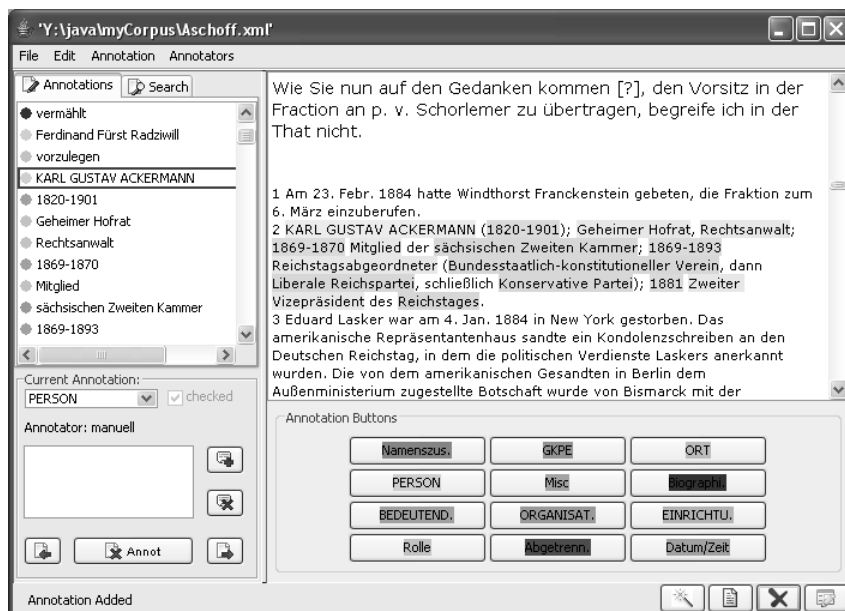 'Y:\java\myCorpus\Aschoff.xml'
File Edit Annotation Annotators
Annotations Search
vermählt
Ferdinand Fürst Radziwill
vorzulegen
KARL GUSTAV ACKERMANN
1820-1901
Geheimer Hofrat
Rechtsanwalt
1869-1870
Mitglied
sächsischen Zweiten Kammer
1869-1893
Current Annotation:
PERSON checked
Annotator: manuell
Annot
Wie Sie nun auf den Gedanken kommen [?], den Vorsitz in der
Fraction an p. v. Schorlemer zu übertragen, begreife ich in der
That nicht.
1 Am 23. Febr. 1884 hatte Windthorst Franckenstein gebeten, die Fraktion zum
6. März einzuberufen.
2 KARL GUSTAV ACKERMANN (1820-1901); Geheimer Hofrat, Rechtsanwalt;
1869-1870 Mitglied der sächsischen Zweiten Kammer; 1869-1893
Reichstagsabgeordneter (Bundesstaatlich-konstitutioneller Verein, dann
Liberale Reichspartei, schließlich Konservative Partei); 1881 Zweiter
Vizepräsident des Reichstages.
3 Eduard Lasker war am 4. Jan. 1884 in New York gestorben. Das
amerikanische Repräsentantenhaus sandte ein Kondolenzschreiben an den
Deutschen Reichstag, in dem die politischen Verdienste Laskers anerkannt
wurden. Die von dem amerikanischen Gesandten in Berlin dem
Außenministerium zugestellte Botschaft wurde von Bismarck mit der
Annotation Buttons
Namenszus. GKPE ORT
PERSON Misc Biographi.
BEDEUTEND. ORGANISAT. EINRICHTU.
Rolle Abgetrenn. Datum/Zeit
Annotation Added